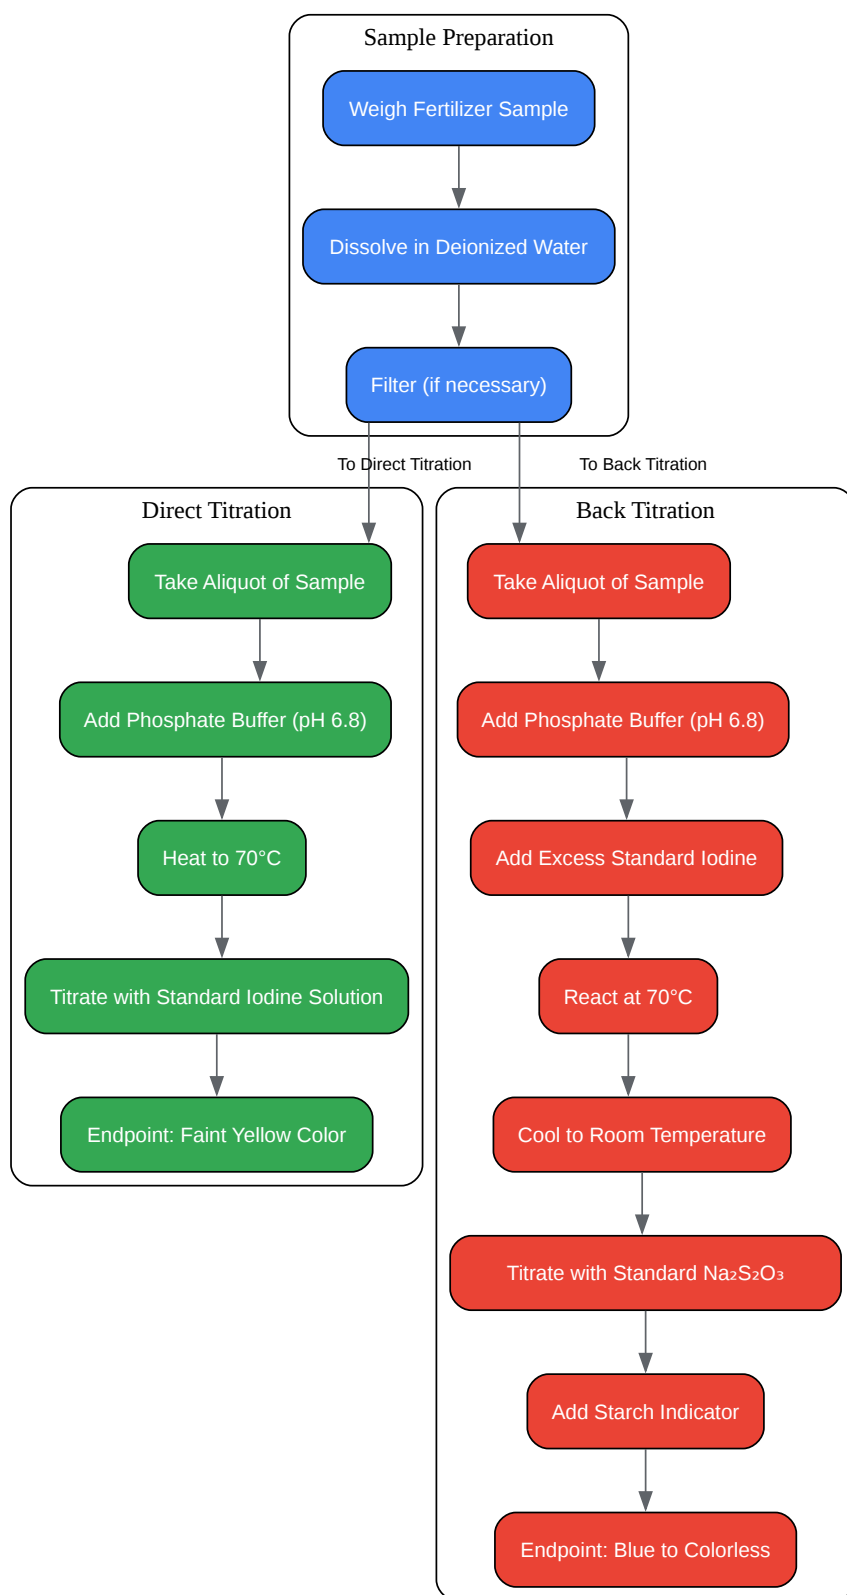 Sample Preparation
Weigh Fertilizer Sample
Dissolve in Deionized Water
Filter (if necessary)
To Direct Titration
To Back Titration
Direct Titration
Take Aliquot of Sample
Add Phosphate Buffer (pH 6.8)
Heat to 70°C
Titrate with Standard Iodine Solution
Endpoint: Faint Yellow Color
Back Titration
Take Aliquot of Sample
Add Phosphate Buffer (pH 6.8)
Add Excess Standard Iodine
React at 70°C
Cool to Room Temperature
Titrate with Standard Na₂S₂O₃
Add Starch Indicator
Endpoint: Blue to Colorless